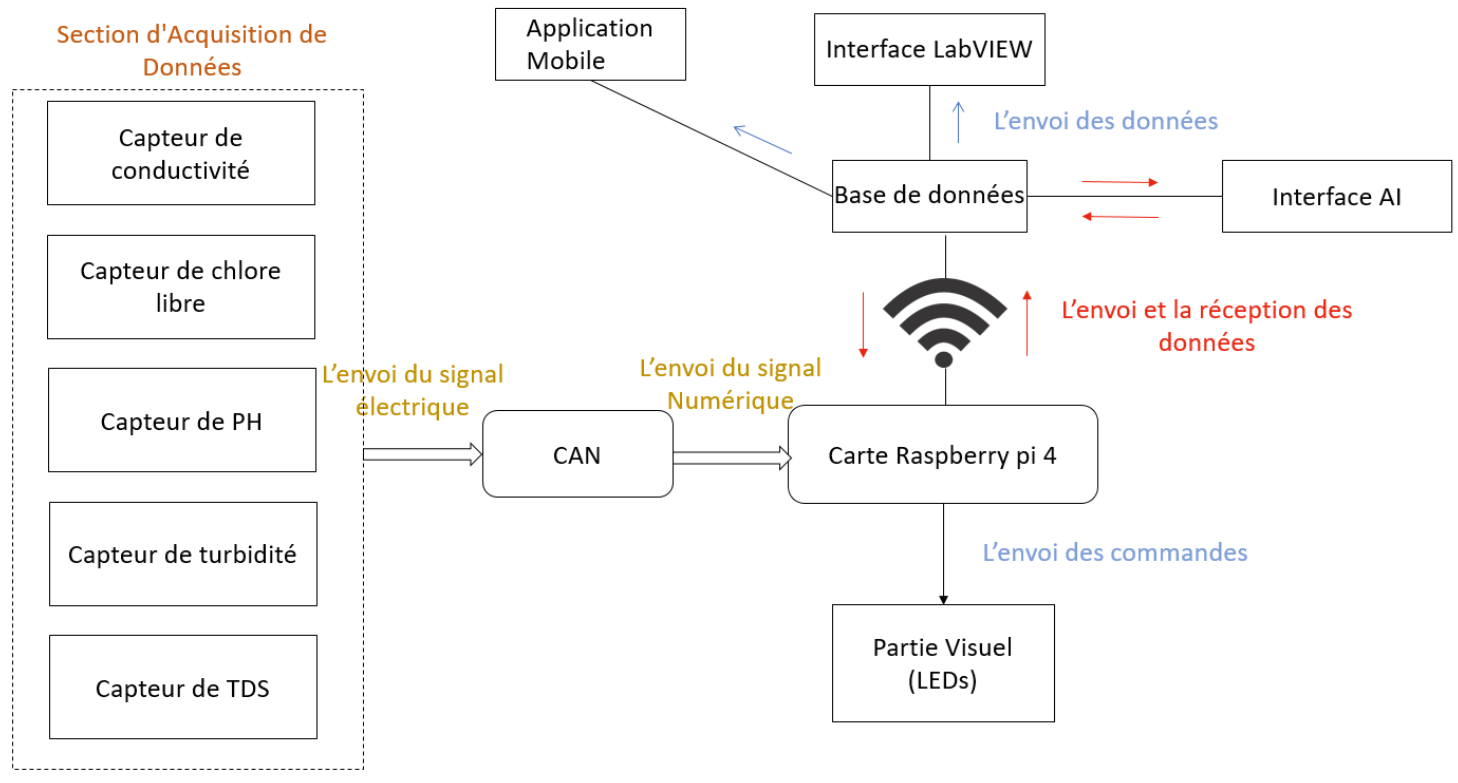 Section d'Acquisition de
Données
Capteur de
conductivité
Capteur de chlore
libre
Capteur de PH
Capteur de turbidité
Capteur de TDS
L'envoi du signal
électrique
CAN
L'envoi du signal
Numérique
Carte Raspberry pi 4
Application
Mobile
Interface LabVIEW
L'envoi des données
Base de données
Interface AI
L'envoi et la réception des
données
L'envoi des commandes
Partie Visuel
(LEDs)